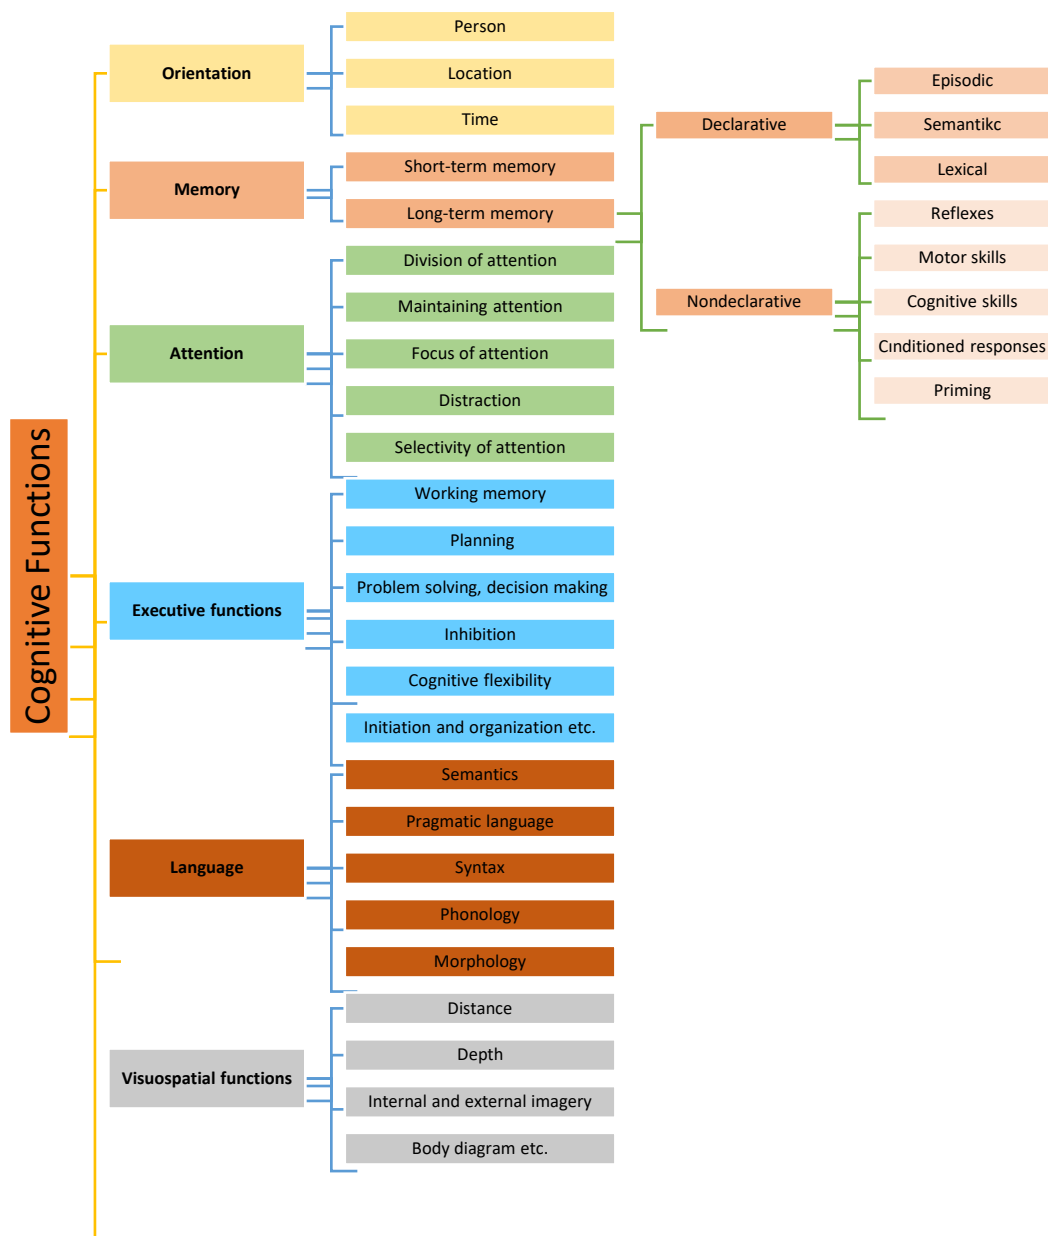 Cognitive Functions
Orientation
Person
Location
Time
Memory
Short-term memory
Long-term memory
Declarative
Episodic
Semantikc
Lexical
Nondeclarative
Reflexes
Motor skills
Cognitive skills
Cınditioned responses
Priming
Attention
Division of attention
Maintaining attention
Focus of attention
Distraction
Selectivity of attention
Executive functions
Working memory
Planning
Problem solving, decision making
Inhibition
Cognitive flexibility
Initiation and organization etc.
Language
Semantics
Pragmatic language
Syntax
Phonology
Morphology
Visuospatial functions
Distance
Depth
Internal and external imagery
Body diagram etc.